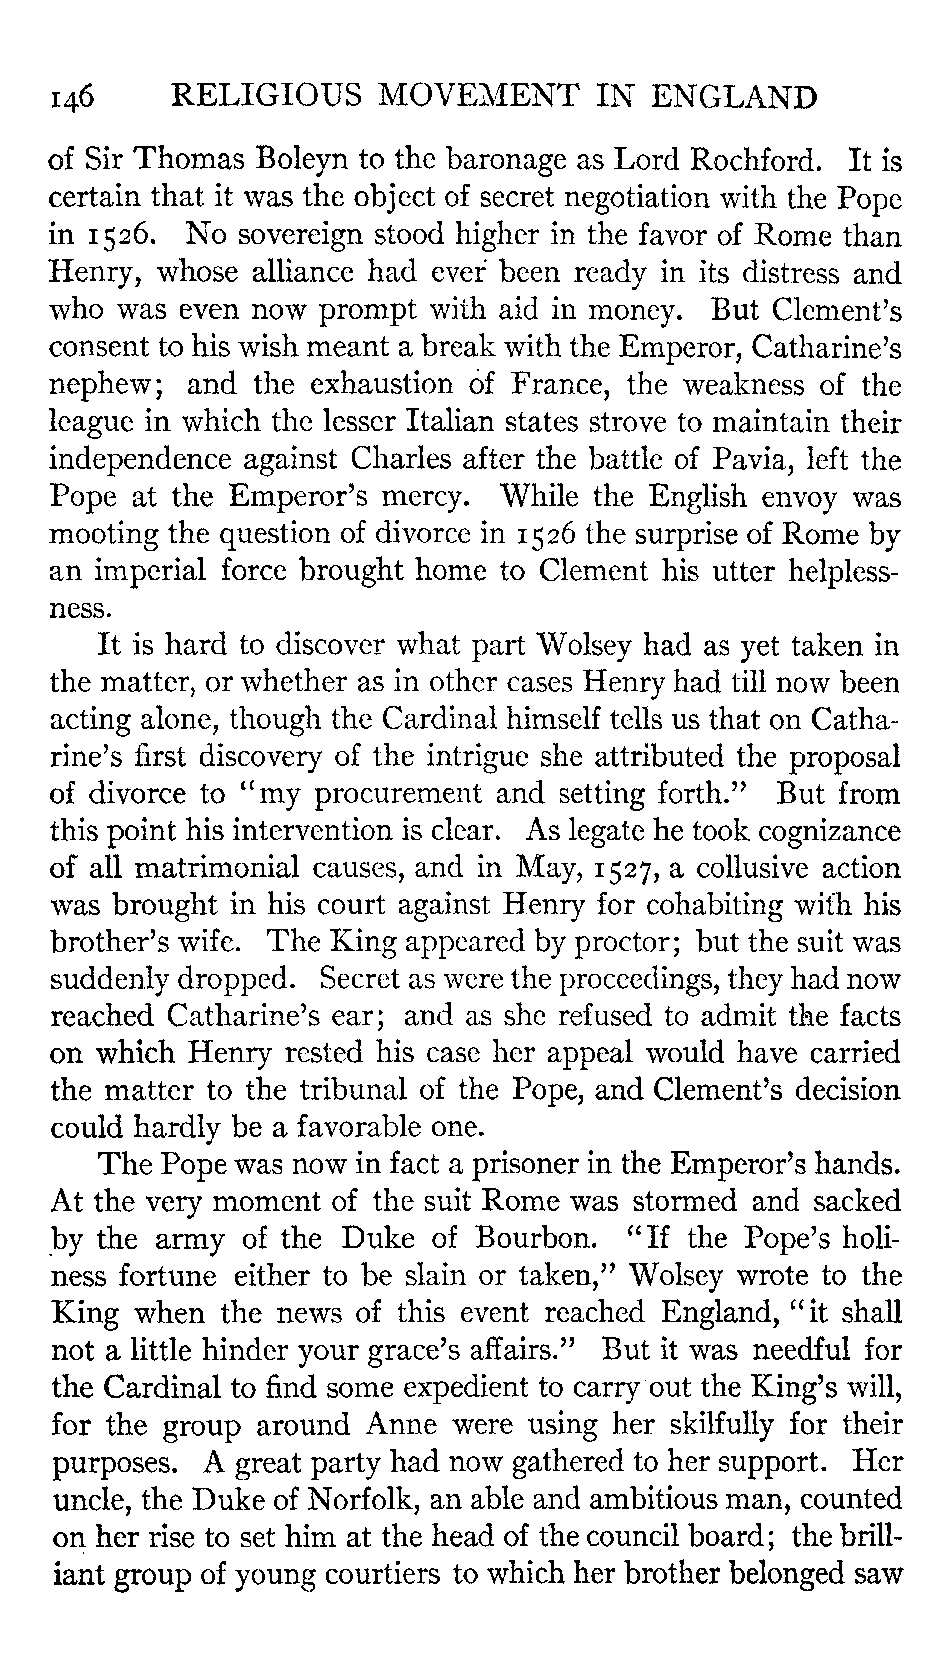 146 RELIGIOUS MOVEMENT IN ENGLAND
of Sir Thomas Boleyn to the baronage as Lord Rochford. It is
certain that it was the object of secret negotiation with the Pope
in 1526. No sovereign stood higher in the favor of Rome than
Henry, whose alliance had ever been ready in its distress and
who was even now prompt with aid in money. But Clement's
consent to his wish meant a break with the Emperor, Catharine's
nephew; and the exhaustion of France, the weakness of the
league in which the lesser Italian states strove to maintain their
independence against Charles after the battle of Pavia, left the
Pope at the Emperor's mercy. While the English envoy was
mooting the question of divorce in 1526 the surprise of Rome by
an imperial force brought home to Clement his utter helpless-
ness.
It is hard to discover what part Wolsey had as yet taken in
the matter, or whether as in other cases Henry had till now been
acting alone, though the Cardinal himself tells us that on Catha-
rine's first discovery of the intrigue she attributed the proposal
of divorce to "my procurement and setting forth." But from
this point his intervention is clear. As legate he took cognizance
of all matrimonial causes, and in May, 1527, a collusive action
was brought in his court against Henry for cohabiting with his
brother's wife. The King appeared by proctor; but the suit was
suddenly dropped. Secret as were the proceedings, they had now
reached Catharine's ear; and as she refused to admit the facts
on which Henry rested his case her appeal would have carried
the matter to the tribunal of the Pope, and Clement's decision
could hardly be a favorable one.
The Pope was now in fact a prisoner in the Emperor's hands.
At the very moment of the suit Rome was stormed and sacked
by the army of the Duke of Bourbon. "If the Pope's holi-
ness fortune either to be slain or taken," Wolsey wrote to the
King when the news of this event reached England, "it shall
not a little hinder your grace's affairs." But it was needful for
the Cardinal to find some expedient to carry out the King's will,
for the group around Anne were using her skilfully for their
purposes. A great party had now gathered to her support. Her
uncle, the Duke of Norfolk, an able and ambitious man, counted
on her rise to set him at the head of the council board; the brill-
iant group of young courtiers to which her brother belonged saw